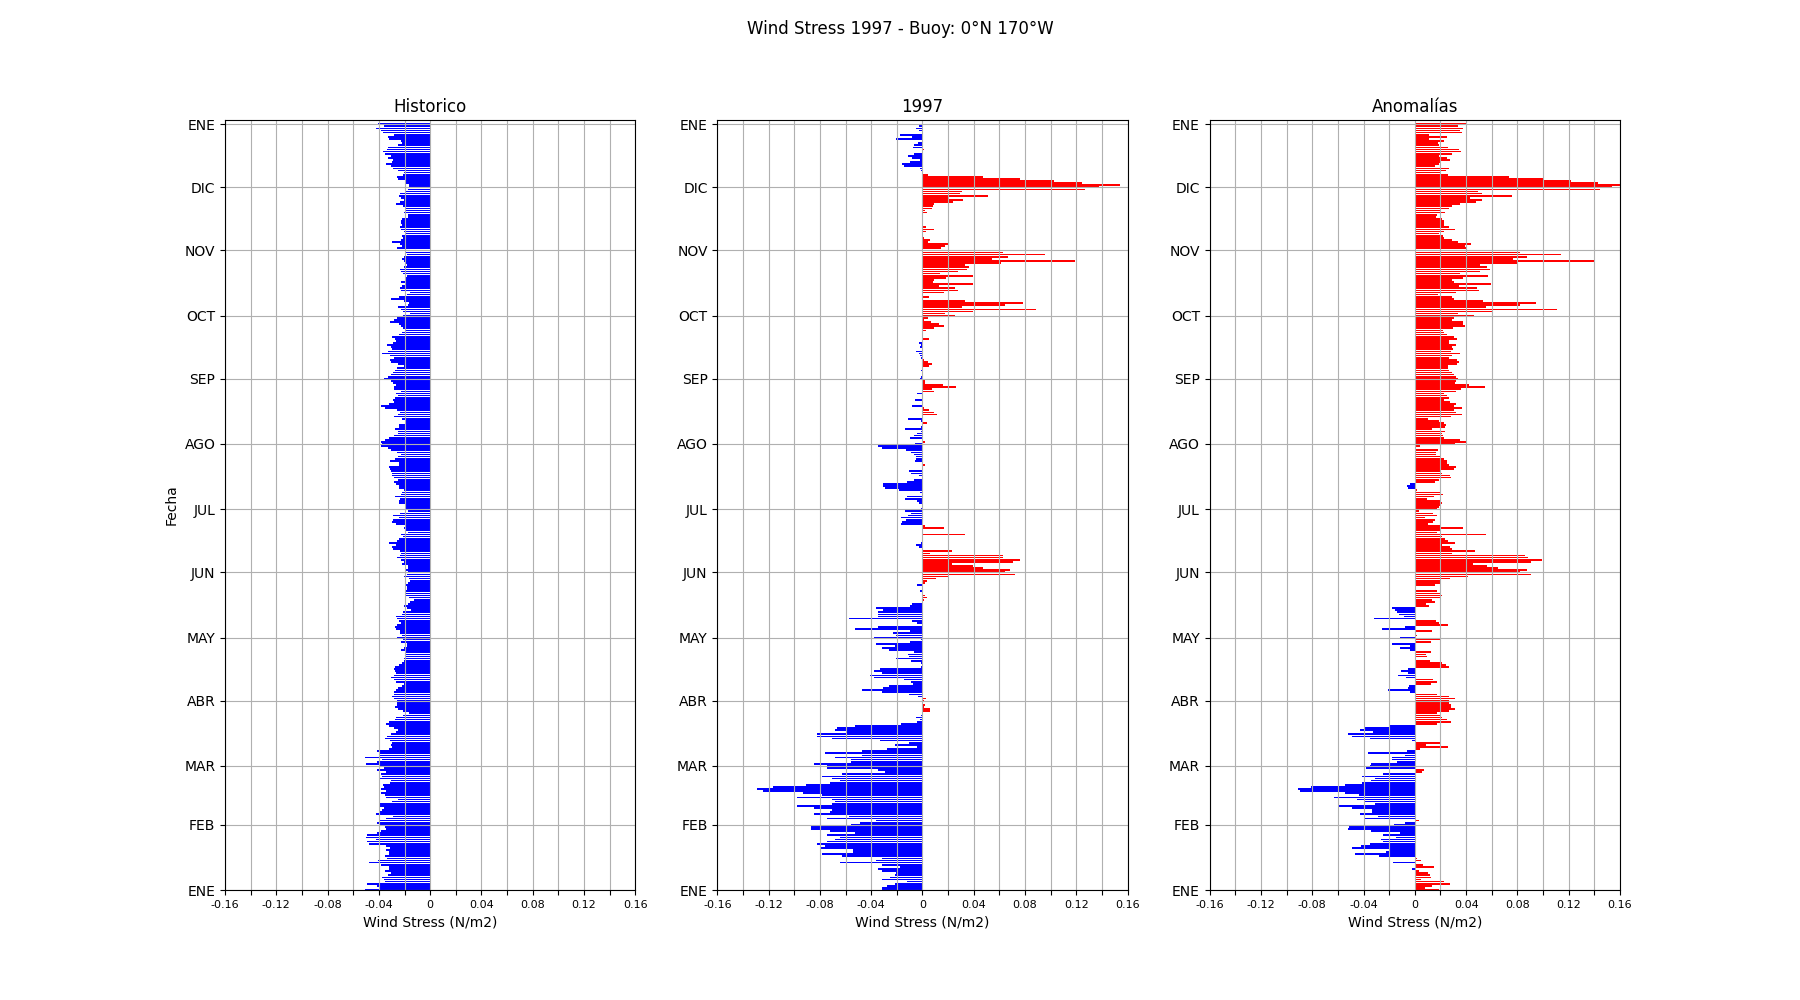 Wind Stress 1997 - Buoy: 0°N 170°W
Historico
1997
Anomalías
ENE
DIC
NOV
OCT
SEP
AGO
JUL
JUN
MAY
ABR
MAR
FEB
ENE
Fecha
-0.16 -0.12 -0.08 -0.04 0 0.04 0.08 0.12 0.16
Wind Stress (N/m2)
ENE
DIC
NOV
OCT
SEP
AGO
JUL
JUN
MAY
ABR
MAR
FEB
ENE
-0.16 -0.12 -0.08 -0.04 0 0.04 0.08 0.12 0.16
Wind Stress (N/m2)
ENE
DIC
NOV
OCT
SEP
AGO
JUL
JUN
MAY
ABR
MAR
FEB
ENE
-0.16 -0.12 -0.08 -0.04 0 0.04 0.08 0.12 0.16
Wind Stress (N/m2)